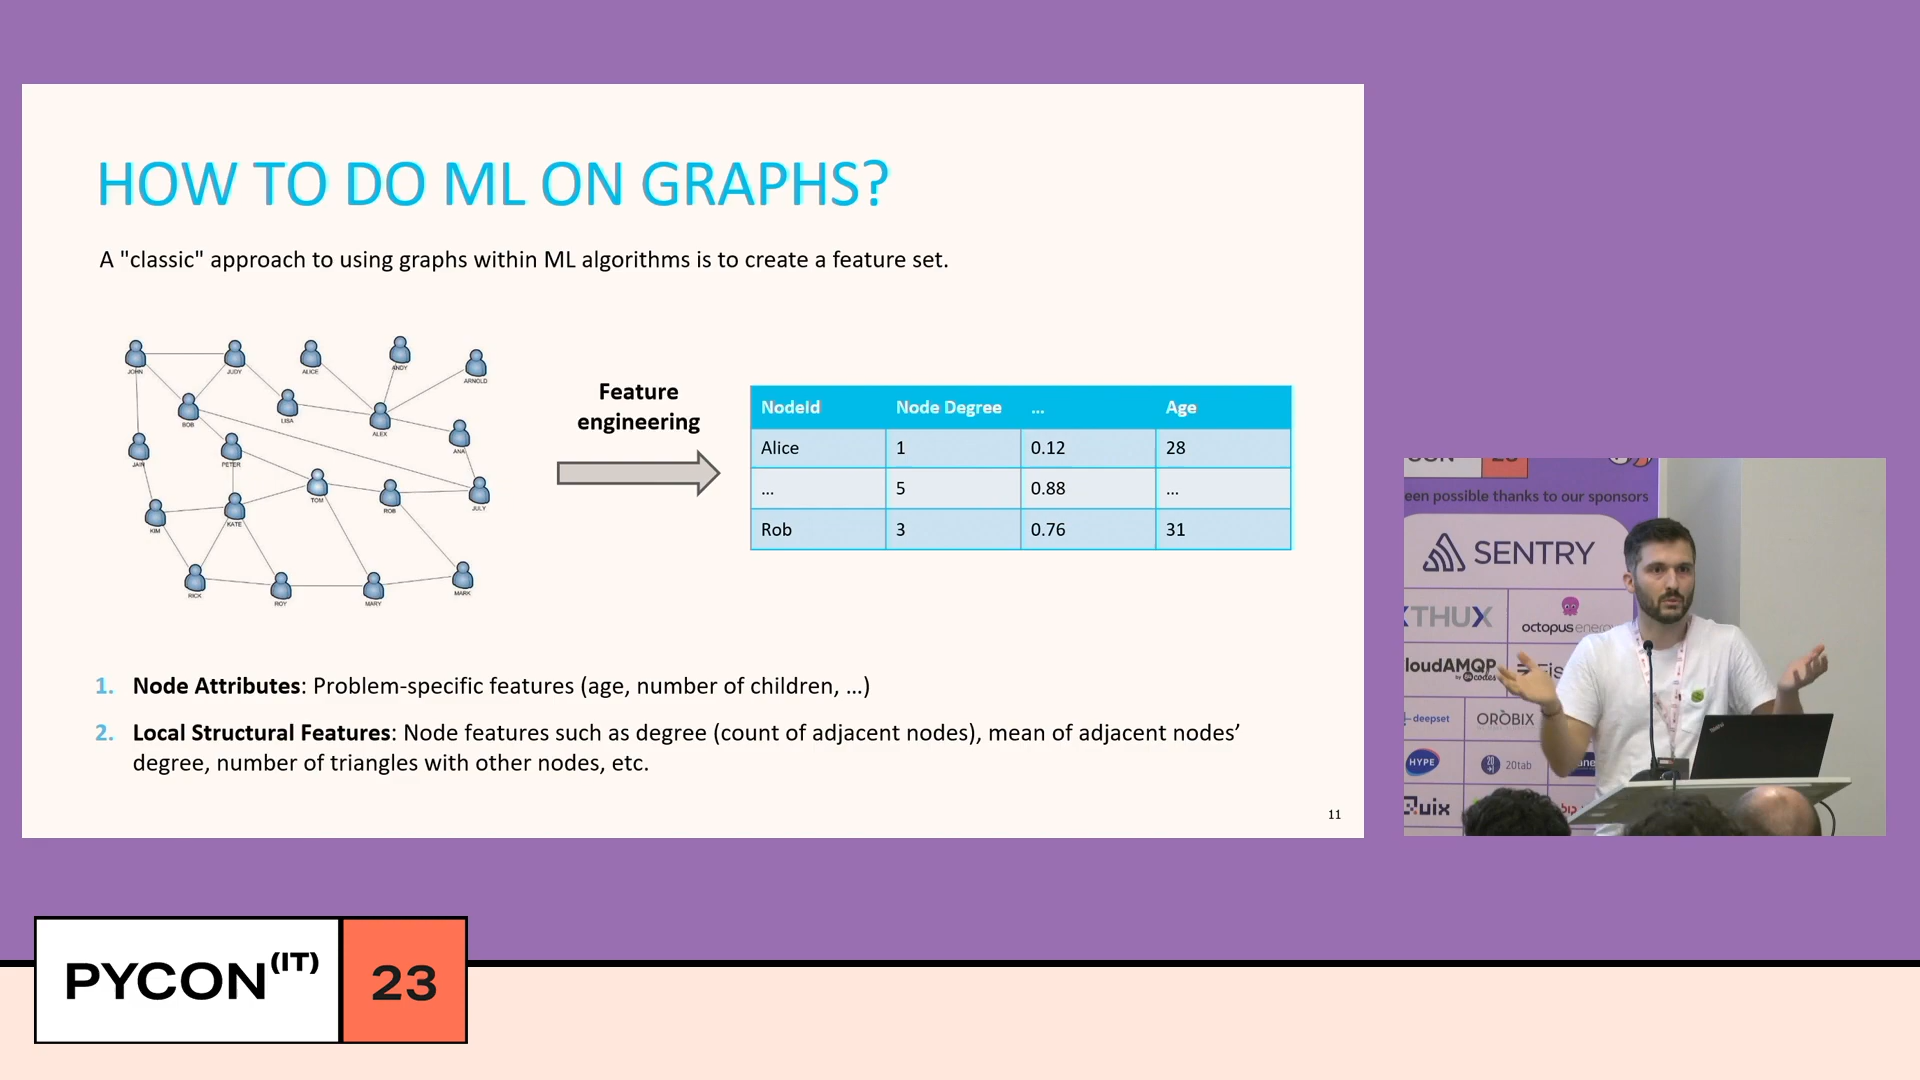 HOW TO DO ML ON GRAPHS?
A "classic" approach to using graphs within ML algorithms is to create a feature set.
JOHN
JUDY
ALICE
ANDY
ARNOLD
BOB
LISA
ALEX
ANA
JAIR
PETER
TOM
ROB
JULY
KIM
KATE
RICK
ROY
MARY
MARK
Feature
engineering
NodeId Node Degree ... Age
Alice 1 0.12 28
... 5 0.88 ...
Rob 3 0.76 31
1. Node Attributes: Problem-specific features (age, number of children, ...)
2. Local Structural Features: Node features such as degree (count of adjacent nodes), mean of adjacent nodes’
degree, number of triangles with other nodes, etc.
11
een possible thanks to our sponsors
SENTRY
THUX
octopus energy
loudAMQP
by codes
deepset
OROBIX
HYPE
20tab
uix
PYCON(IT) 23